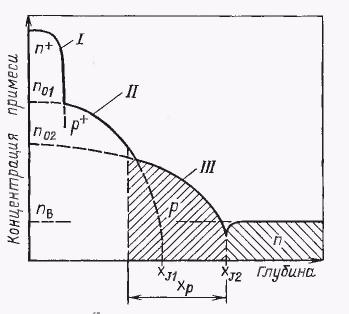 Концентрация примеси
n+
I
n01
p+
II
n02
III
nB
p
n
xJ1
xJ2
глубина
xp